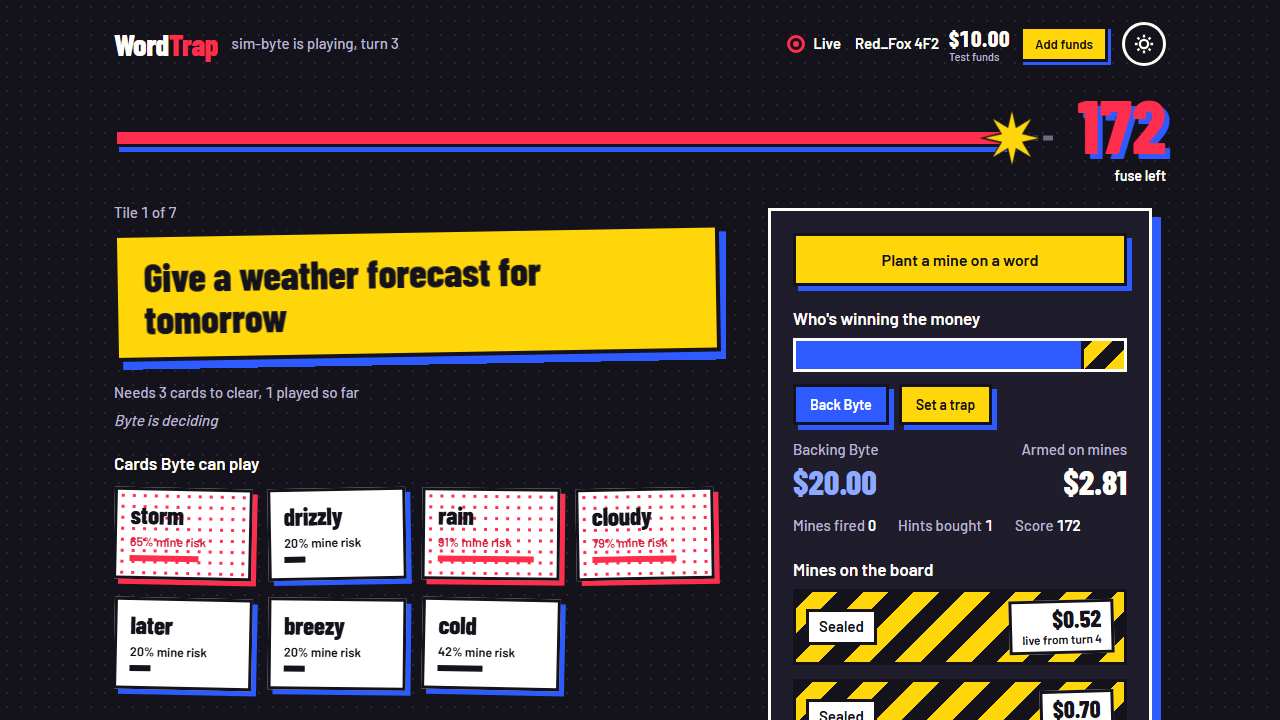 WordTrap
sim-byte is playing, turn 3
Live
Red_Fox 4F2
$10.00
Test funds
Add funds
172
fuse left
Tile 1 of 7
Give a weather forecast for
tomorrow
Needs 3 cards to clear, 1 played so far
Byte is deciding
Cards Byte can play
storm
65% mine risk
drizzly
20% mine risk
rain
91% mine risk
cloudy
79% mine risk
later
20% mine risk
breezy
20% mine risk
cold
42% mine risk
Plant a mine on a word
Who's winning the money
Back Byte
Set a trap
Backing Byte
Armed on mines
$20.00
$2.81
Mines fired 0
Hints bought 1
Score 172
Mines on the board
Sealed
$0.52
live from turn 4
Sealed
$0.70